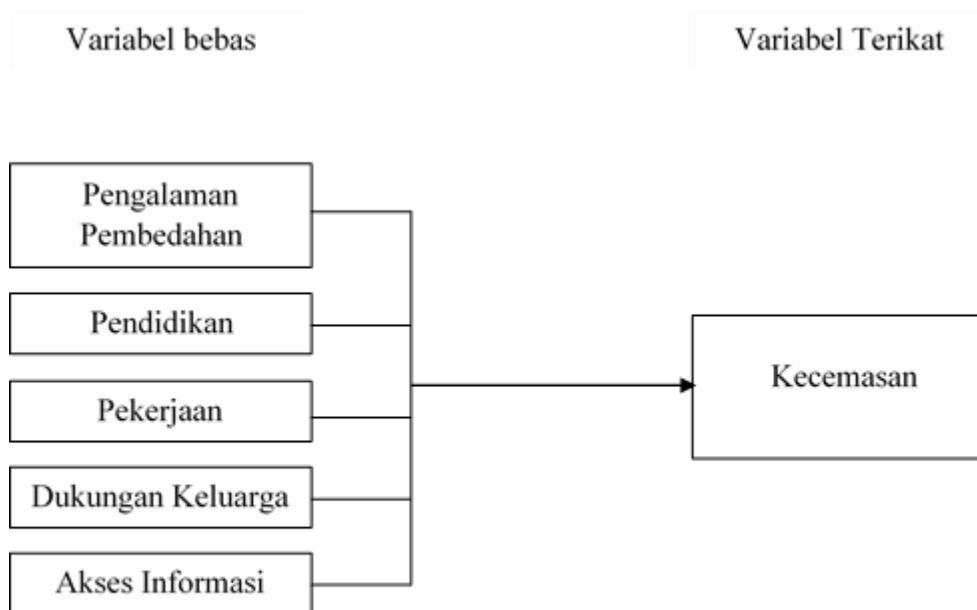 Variabel bebas
Variabel Terikat
Pengalaman
Pembedahan
Pendidikan
Pekerjaan
Dukungan Keluarga
Akses Informasi
Kecemasan